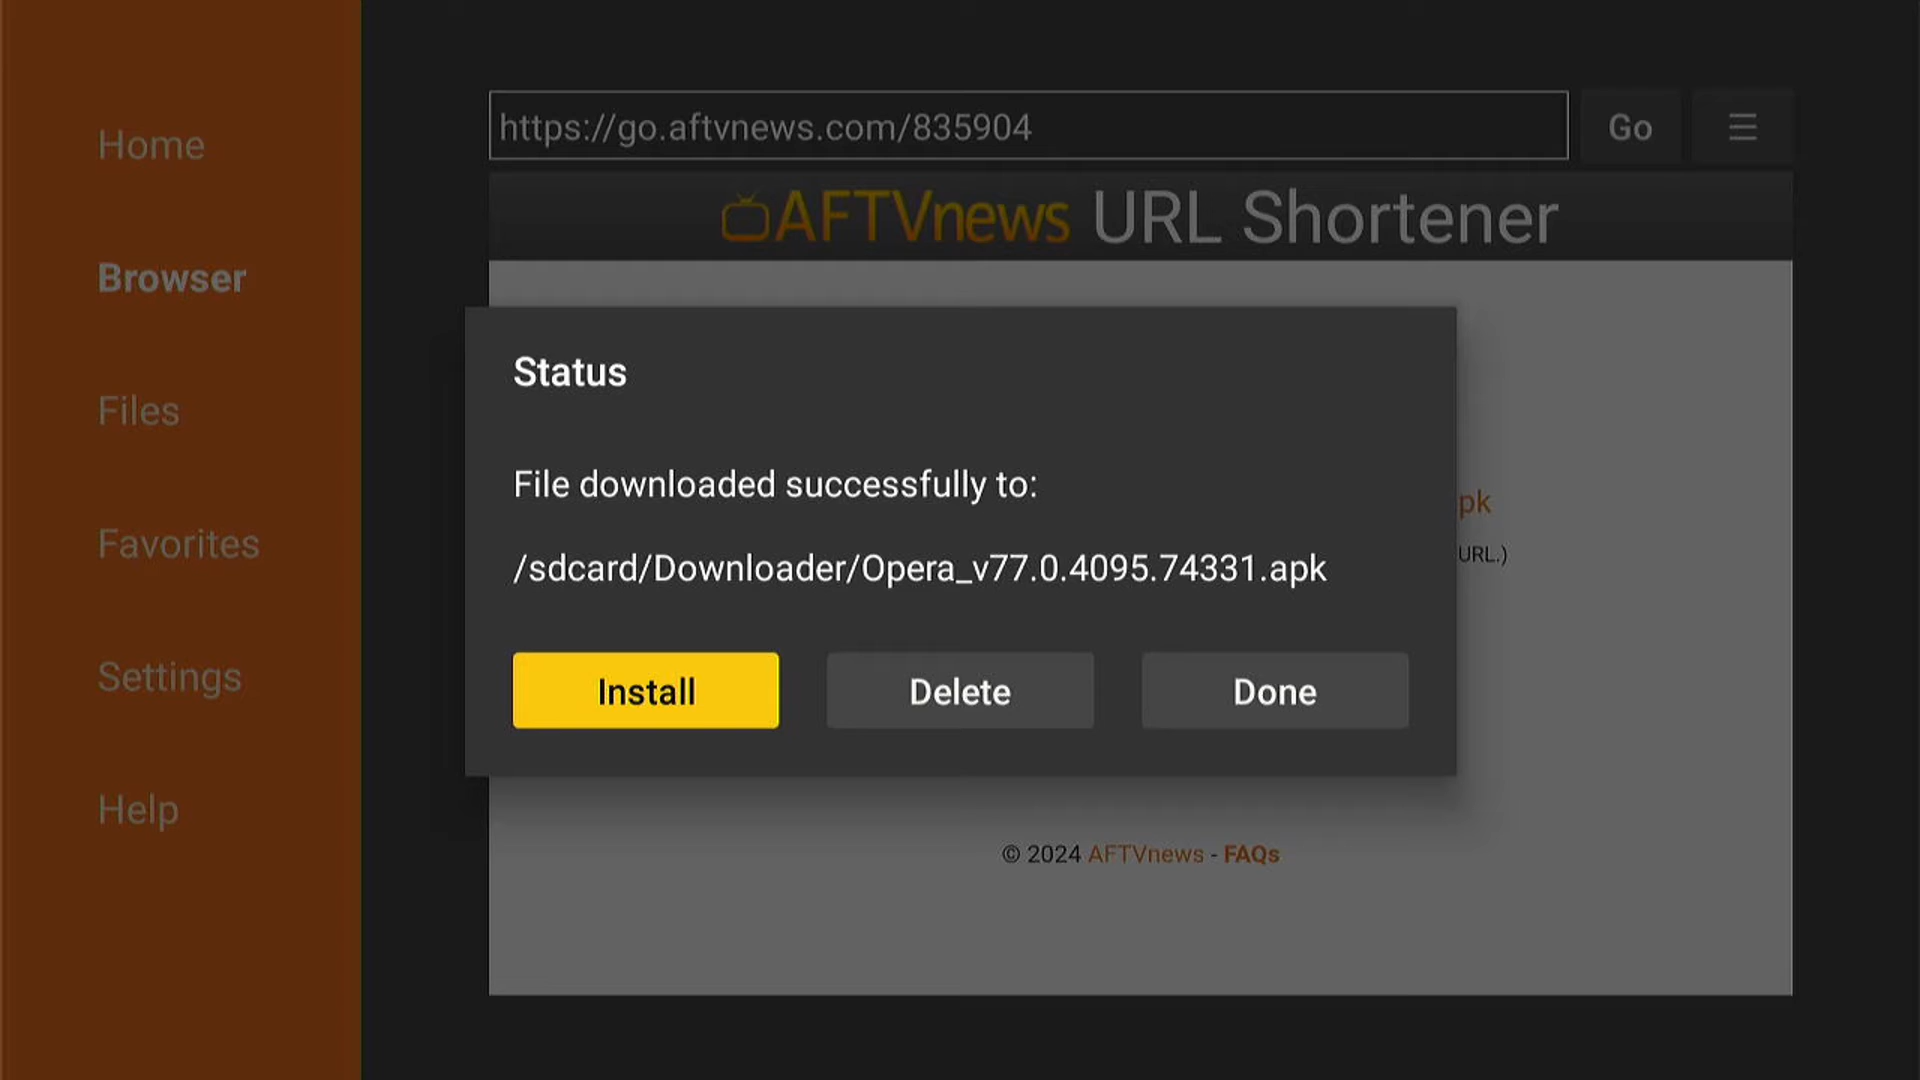 Home
Browser
Files
Favorites
Settings
Help
https://go.aftvnews.com/835904
Go
AFTVnews URL Shortener
Status
File downloaded successfully to:
/sdcard/Downloader/Opera_v77.0.4095.74331.apk
Install
Delete
Done
pk
URL.)
© 2024 AFTVnews - FAQs